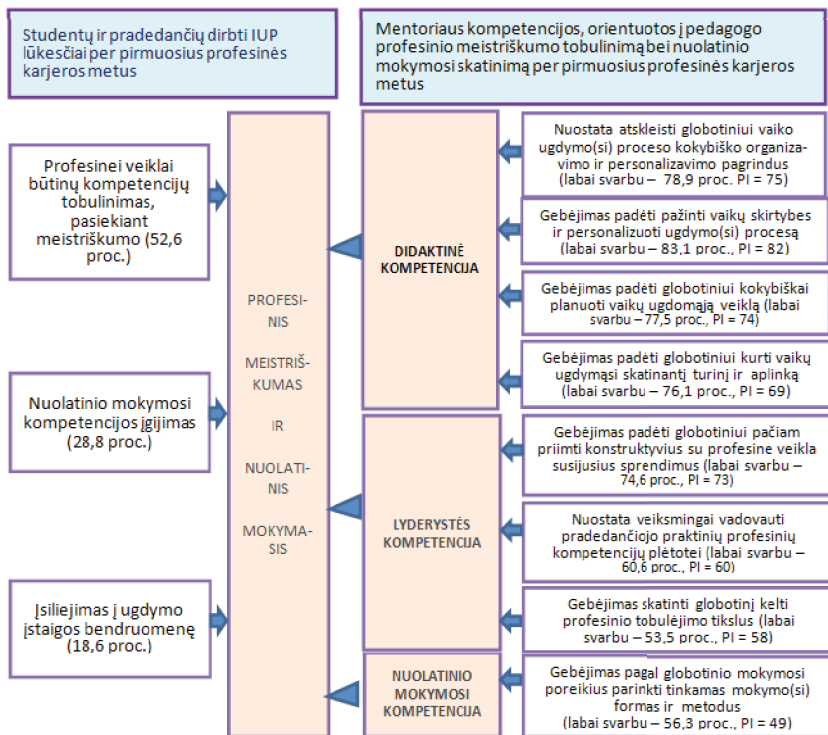 Studentų ir pradedančių dirbti IUP
lūkesčiai per pirmuosius profesinės
karjeros metus
Mentoriaus kompetencijos, orientuotos į pedagogo
profesinio meistriškumo tobulinimą bei nuolatinio
mokymosi skatinimą per pirmuosius profesinės karjeros
metus
Profesinei veiklai
būtinų kompetencijų
tobulinimas,
pasiekiant
meistriškumo (52,6
proc.)
Nuolatinio mokymosi
kompetencijos įgijimas
(28,8 proc.)
Įsiliejimas į ugdymo
įstaigos bendruomenę
(18,6 proc.)
PROFESI-
NIS
MEISTRIŠ-
KUMAS
IR
NUOLATI-
NIS
MOKYMA-
SIS
DIDAKTINĖ
KOMPETENCIJA
LYDERYSTĖS
KOMPETENCIJA
NUOLATINIO
MOKYMOSI
KOMPETENCIJA
Nuostata atskleisti globotiniui vaiko
ugdymo(si) proceso kokybiško organiza-
vimo ir personalizavimo pagrindus
(labai svarbu – 78,9 proc. PI = 75)
Gebėjimas padėti pažinti vaikų skirtybes
ir personalizuoti ugdymo(si) procesą
(labai svarbu – 83,1 proc., PI = 82)
Gebėjimas padėti globotiniui kokybiškai
planuoti vaikų ugdomąją veiklą (labai
svarbu – 77,5 proc., PI = 74)
Gebėjimas padėti globotiniui kurti vaikų
ugdymąsi skatinantį turinį ir aplinką
(labai svarbu – 76,1 proc., PI = 69)
Gebėjimas padėti globotiniui pačiam
priimti konstruktyvius su profesine veikla
susijusius sprendimus (labai svarbu –
74,6 proc., PI = 73)
Nuostata veiksmingai vadovauti
pradedančiojo praktinių profesinių
kompetencijų plėtotei (labai svarbu –
60,6 proc., PI = 60)
Gebėjimas skatinti globotinį kelti
profesinio tobulėjimo tikslus (labai
svarbu – 53,5 proc., PI = 58)
Gebėjimas pagal globotinio mokymosi
poreikius parinkti tinkamas mokymo(si)
formas ir metodus
(labai svarbu – 56,3 proc., PI = 49)